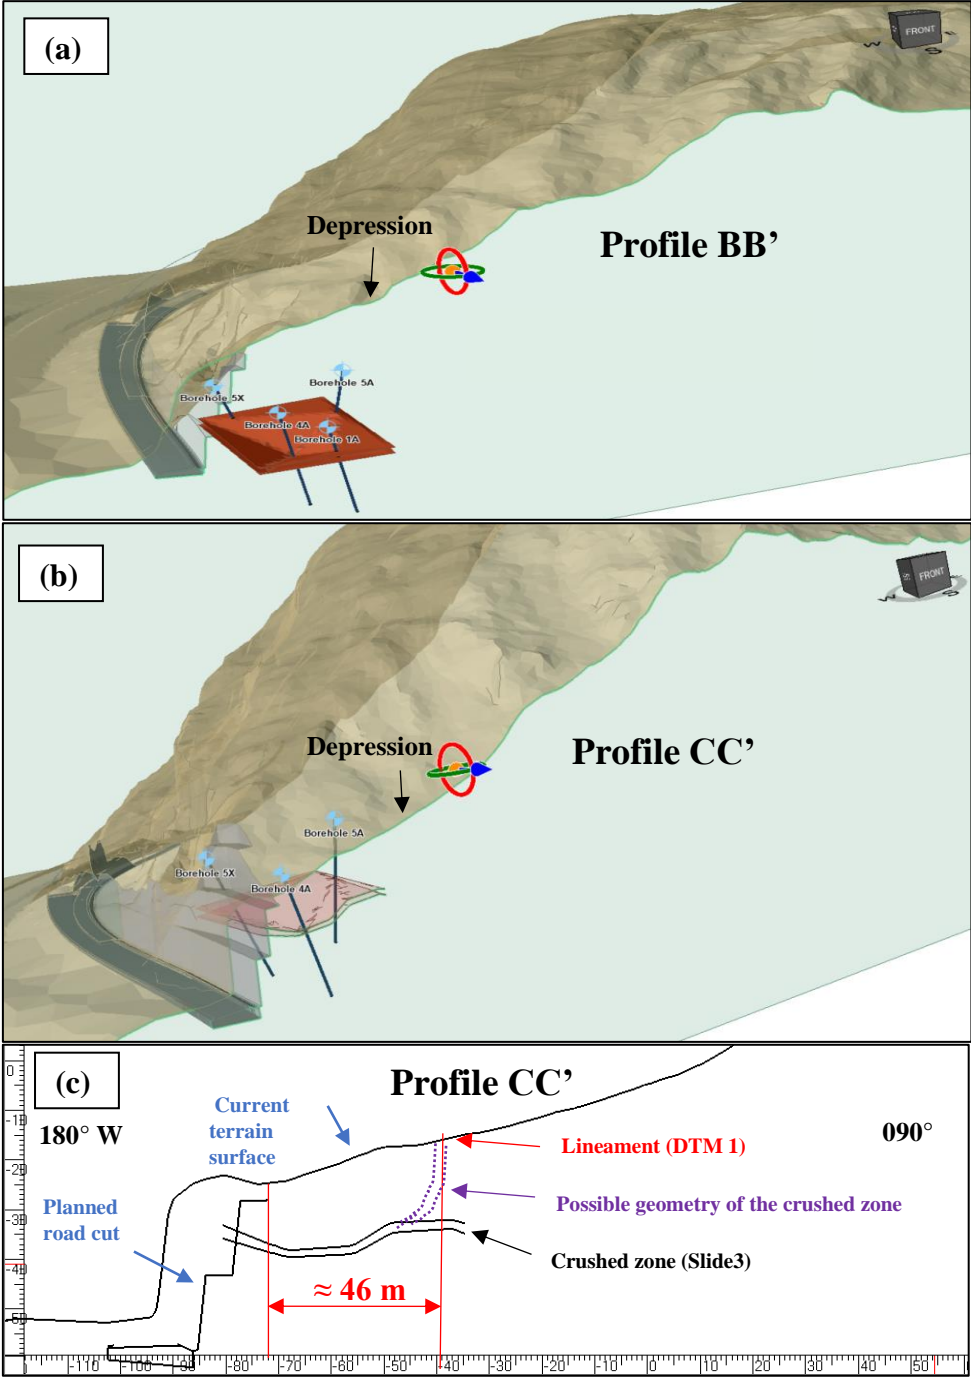 (a)
FRONT
W
S
Depression
Profile BB’
Borehole 5A
Borehole 5X
Borehole 4A
Borehole 1A
(b)
FRONT
S
Depression
Profile CC’
Borehole 5A
Borehole 5X
Borehole 4A
(c)
Profile CC’
0
180° W
090°
Current
terrain
surface
Lineament (DTM 1)
Planned
road cut
Possible geometry of the crushed zone
Crushed zone (Slide3)
≈ 46 m
-110 -100 -90 -80 -70 -60 -50 -40 -30 -20 -10 0 10 20 30 40 50